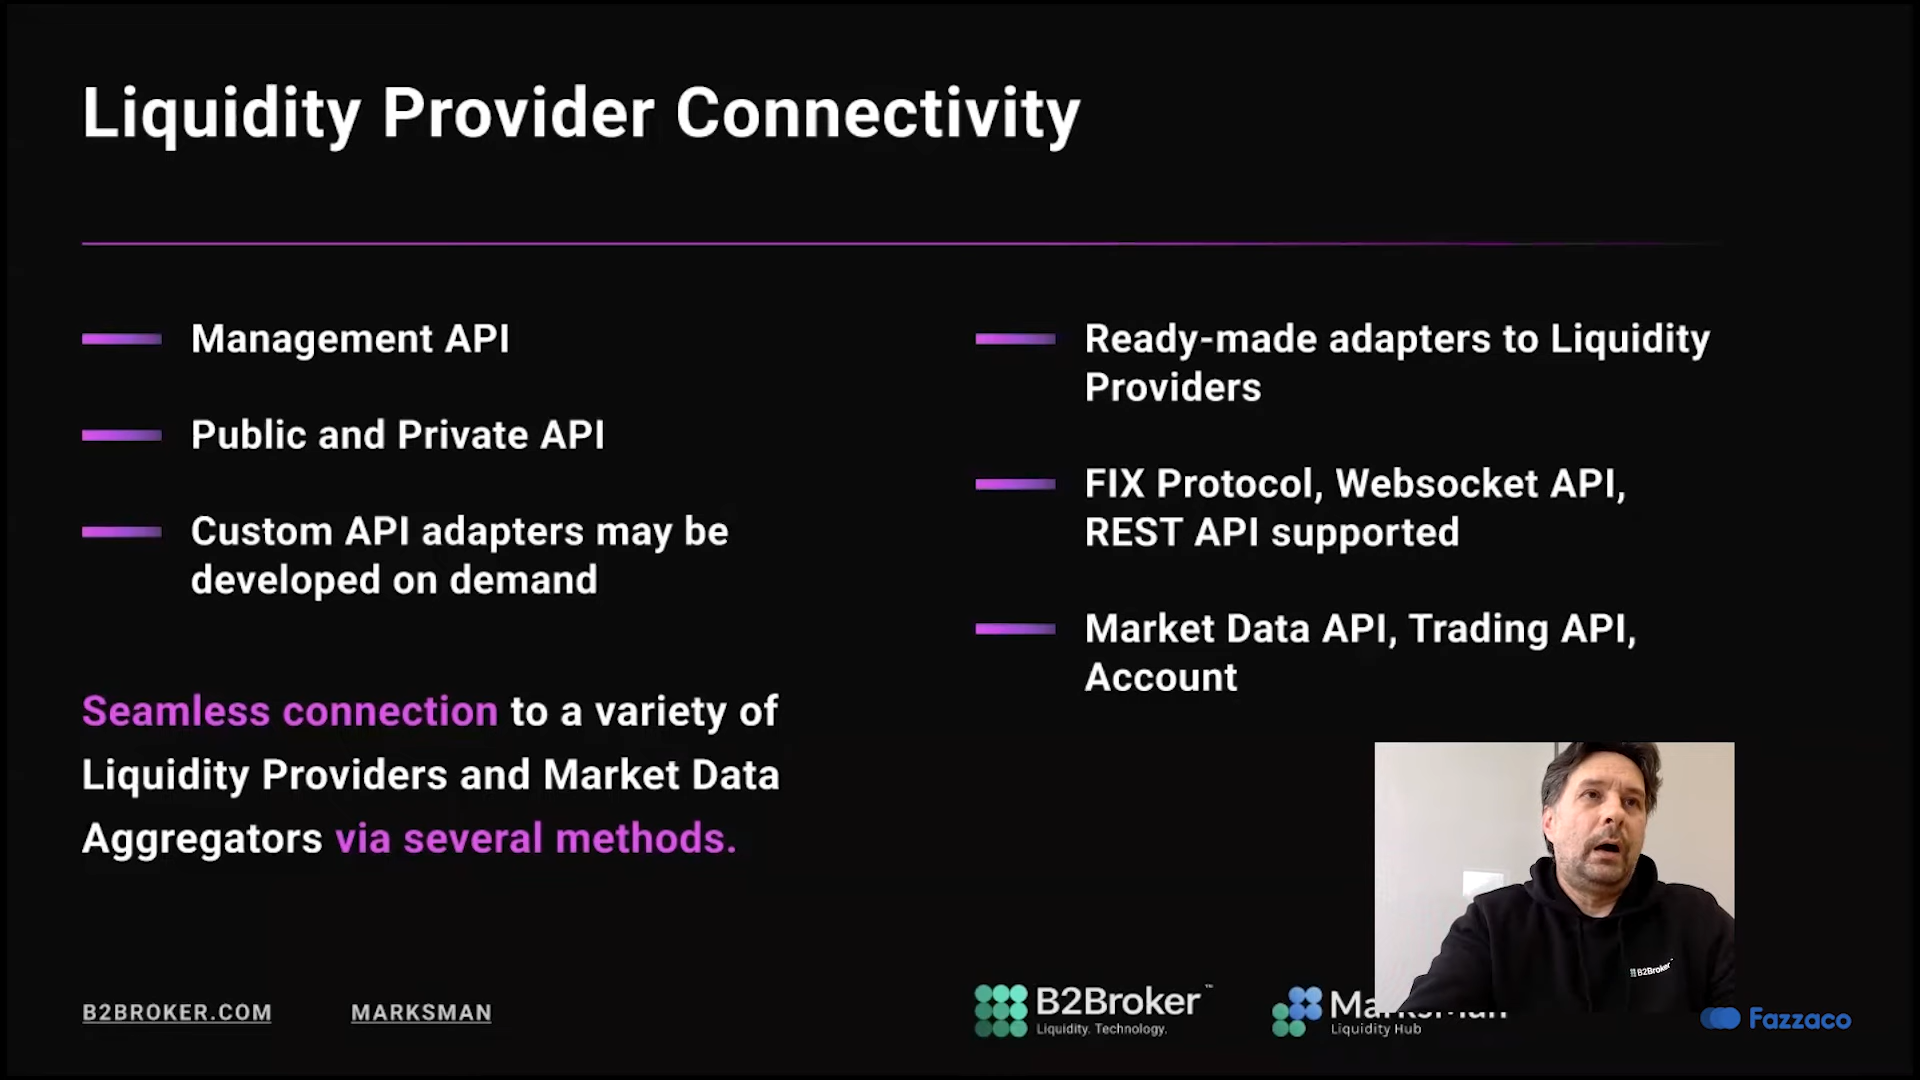 Liquidity Provider Connectivity
Management API
Public and Private API
Custom API adapters may be
developed on demand
Seamless connection to a variety of
Liquidity Providers and Market Data
Aggregators via several methods.
Ready-made adapters to Liquidity
Providers
FIX Protocol, Websocket API,
REST API supported
Market Data API, Trading API,
Account
B2Broker
B2BROKER.COM
MARKSMAN
B2Broker™
Liquidity. Technology.
Marksman
Liquidity Hub
Fazzaco